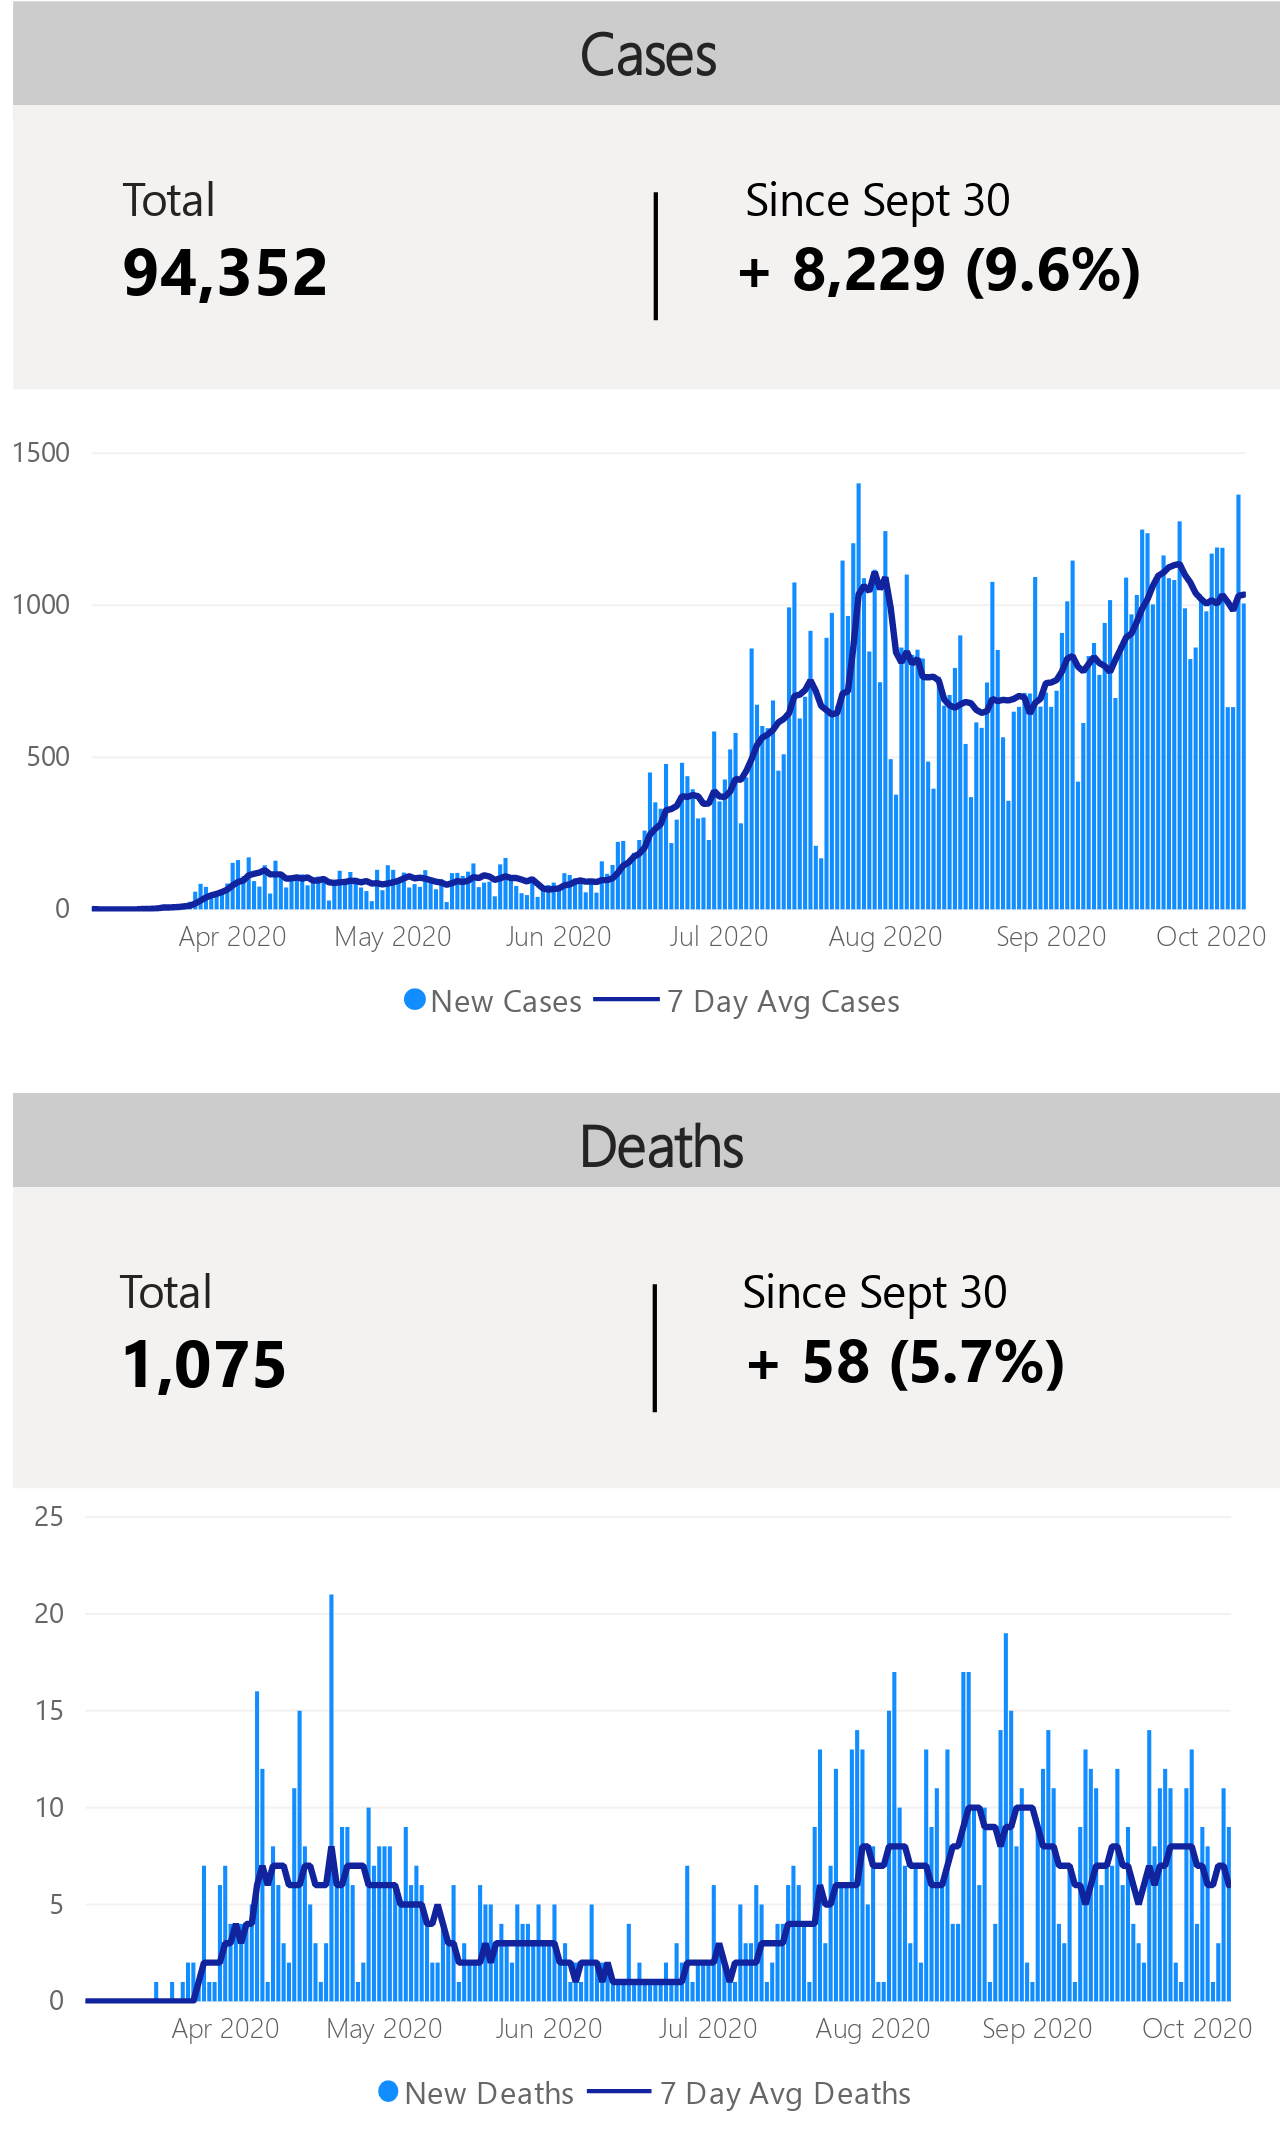 Cases
Total
Since Sept 30
94,352
+ 8,229 (9.6%)
1500
1000
500
0
Apr 2020 May 2020 Jun 2020 Jul 2020 Aug 2020 Sep 2020 Oct 2020
New Cases 7 Day Avg Cases
Deaths
Total
Since Sept 30
1,075
+ 58 (5.7%)
25
20
15
10
5
0
Apr 2020 May 2020 Jun 2020 Jul 2020 Aug 2020 Sep 2020 Oct 2020
New Deaths 7 Day Avg Deaths